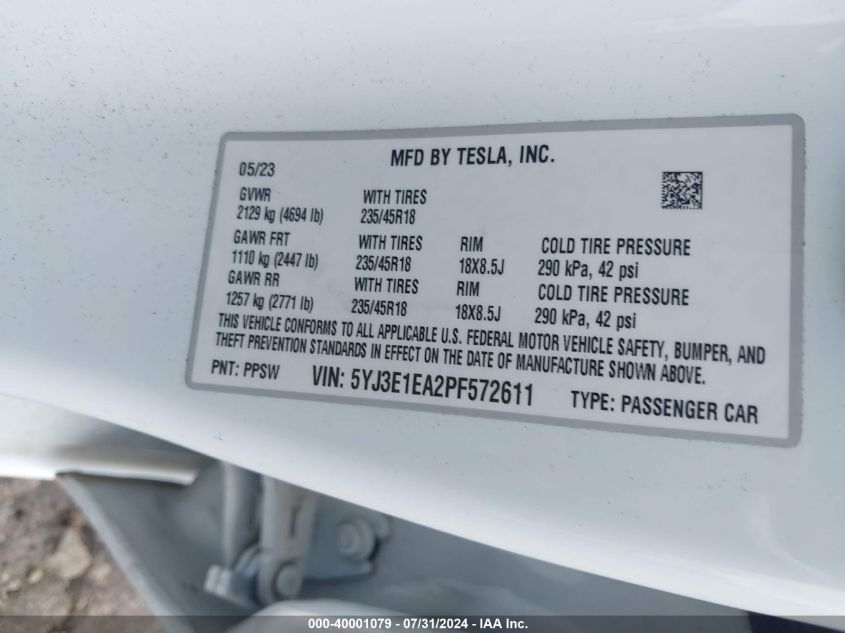 MFD BY TESLA, INC.
05/23
GVWR WITH TIRES
2129 kg (4694 lb) 235/45R18
GAWR FRT WITH TIRES RIM COLD TIRE PRESSURE
1110 kg (2447 lb) 235/45R18 18X8.5J 290 kPa, 42 psi
GAWR RR WITH TIRES RIM COLD TIRE PRESSURE
1257 kg (2771 lb) 235/45R18 18X8.5J 290 kPa, 42 psi
THIS VEHICLE CONFORMS TO ALL APPLICABLE U.S. FEDERAL MOTOR VEHICLE SAFETY, BUMPER, AND
THEFT PREVENTION STANDARDS IN EFFECT ON THE DATE OF MANUFACTURE SHOWN ABOVE.
PNT: PPSW VIN: 5YJ3E1EA2PF572611 TYPE: PASSENGER CAR
000-40001079 - 07/31/2024 - IAA Inc.